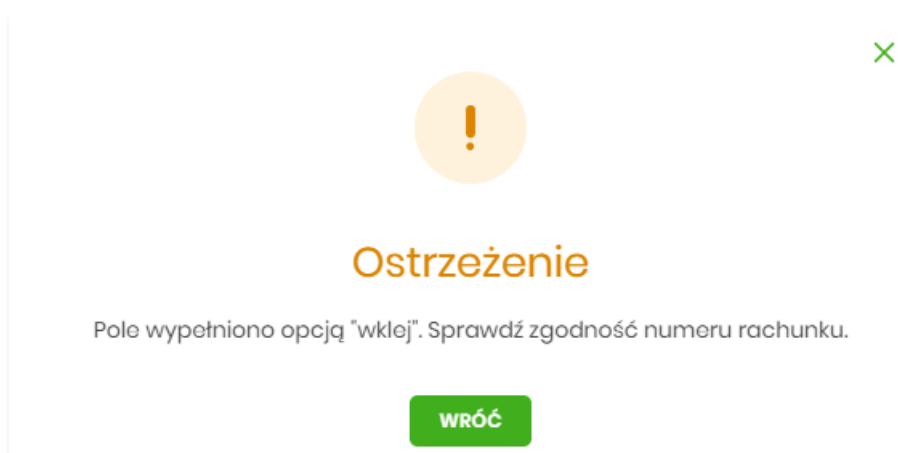 Ostrzeżenie
Pole wypełniono opcją "wklej". Sprawdź zgodność numeru rachunku.
WRÓĆ